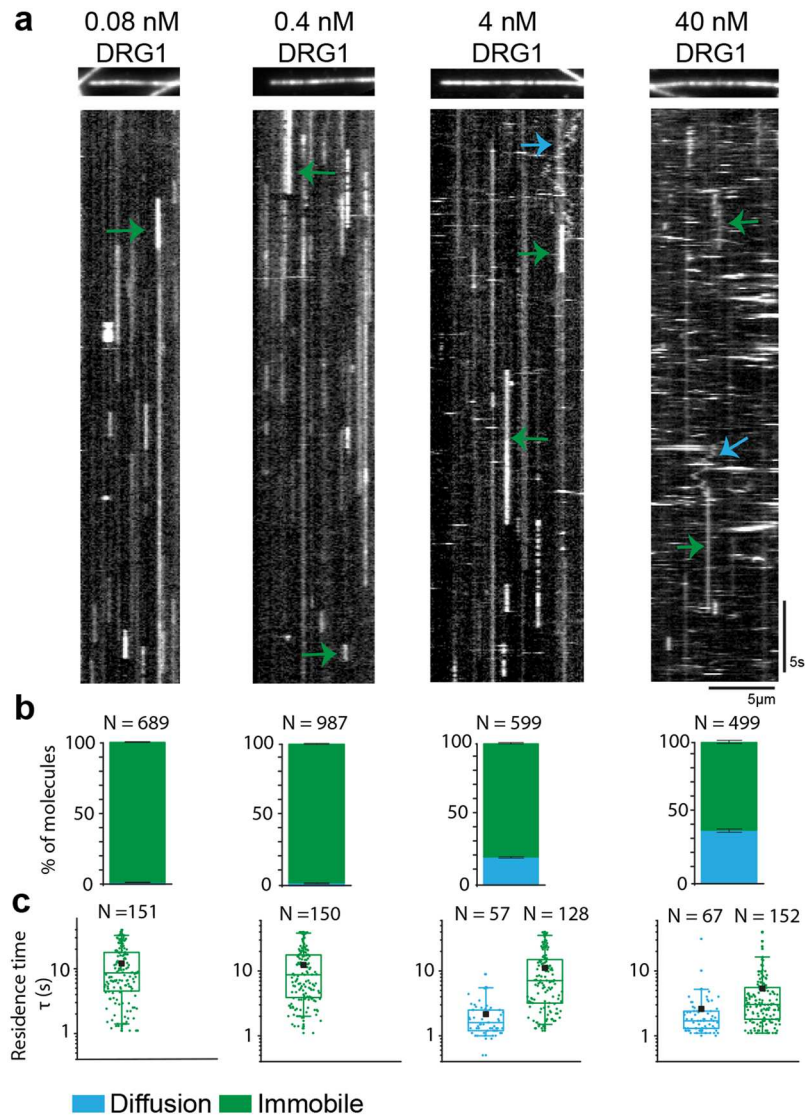 a
0.08 nM
DRG1
0.4 nM
DRG1
4 nM
DRG1
40 nM
DRG1
5s
5µm
b
N = 689
N = 987
N = 599
N = 499
% of molecules
100
50
0
100
50
0
100
50
0
100
50
0
c
N =151
N =150
N = 57
N = 128
N = 67
N = 152
Residence time
τ (s)
10
1
10
1
10
1
10
1
Diffusion
Immobile